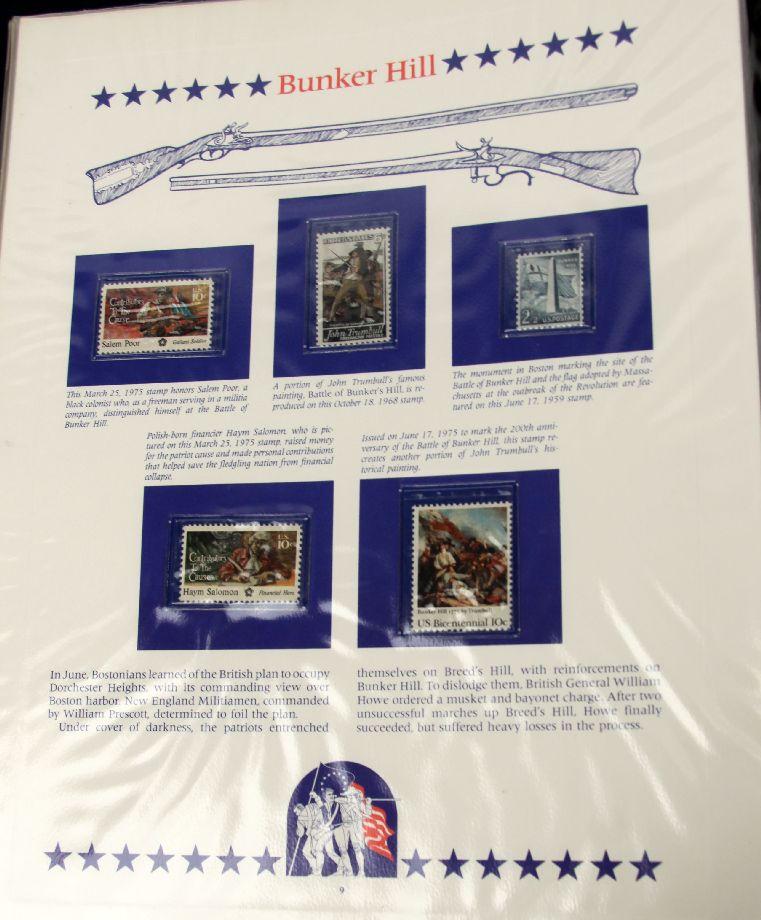 Bunker Hill
Contributors
To The
Cause...
U.S.
10¢
Salem Poor
Gallant Soldier
UNITED STATES 6¢
John Trumbull
2
U.S. POSTAGE
This March 25, 1975 stamp honors Salem Poor, a
black colonist who, as a freeman serving in a militia
company, distinguished himself at the Battle of
Bunker Hill.
A portion of John Trumbull's famous
painting, Battle of Bunker's Hill, is re-
produced on this October 18, 1968 stamp.
The monument in Boston marking the site of the
Battle of Bunker Hill and the flag adopted by Massa-
chusetts at the outbreak of the Revolution are fea-
tured on this June 17, 1959 stamp.
Polish-born financier Haym Salomon, who is pic-
tured on this March 25, 1975 stamp, raised money
for the patriot cause and made personal contributions
that helped save the fledgling nation from financial
collapse.
Issued on June 17, 1975 to mark the 200th anni-
versary of the Battle of Bunker Hill, this stamp re-
creates another portion of John Trumbull's his-
torical painting.
Contributors
To The
Cause...
U.S.
10¢
Haym Salomon
Financial Hero
Bunker Hill 1775 by Trumbull
US Bicentennial 10c
In June, Bostonians learned of the British plan to occupy
Dorchester Heights, with its commanding view over
Boston harbor. New England Militiamen, commanded
by William Prescott, determined to foil the plan.
Under cover of darkness, the patriots entrenched
themselves on Breed's Hill, with reinforcements on
Bunker Hill. To dislodge them, British General William
Howe ordered a musket and bayonet charge. After two
unsuccessful marches up Breed's Hill, Howe finally
succeeded, but suffered heavy losses in the process.
9